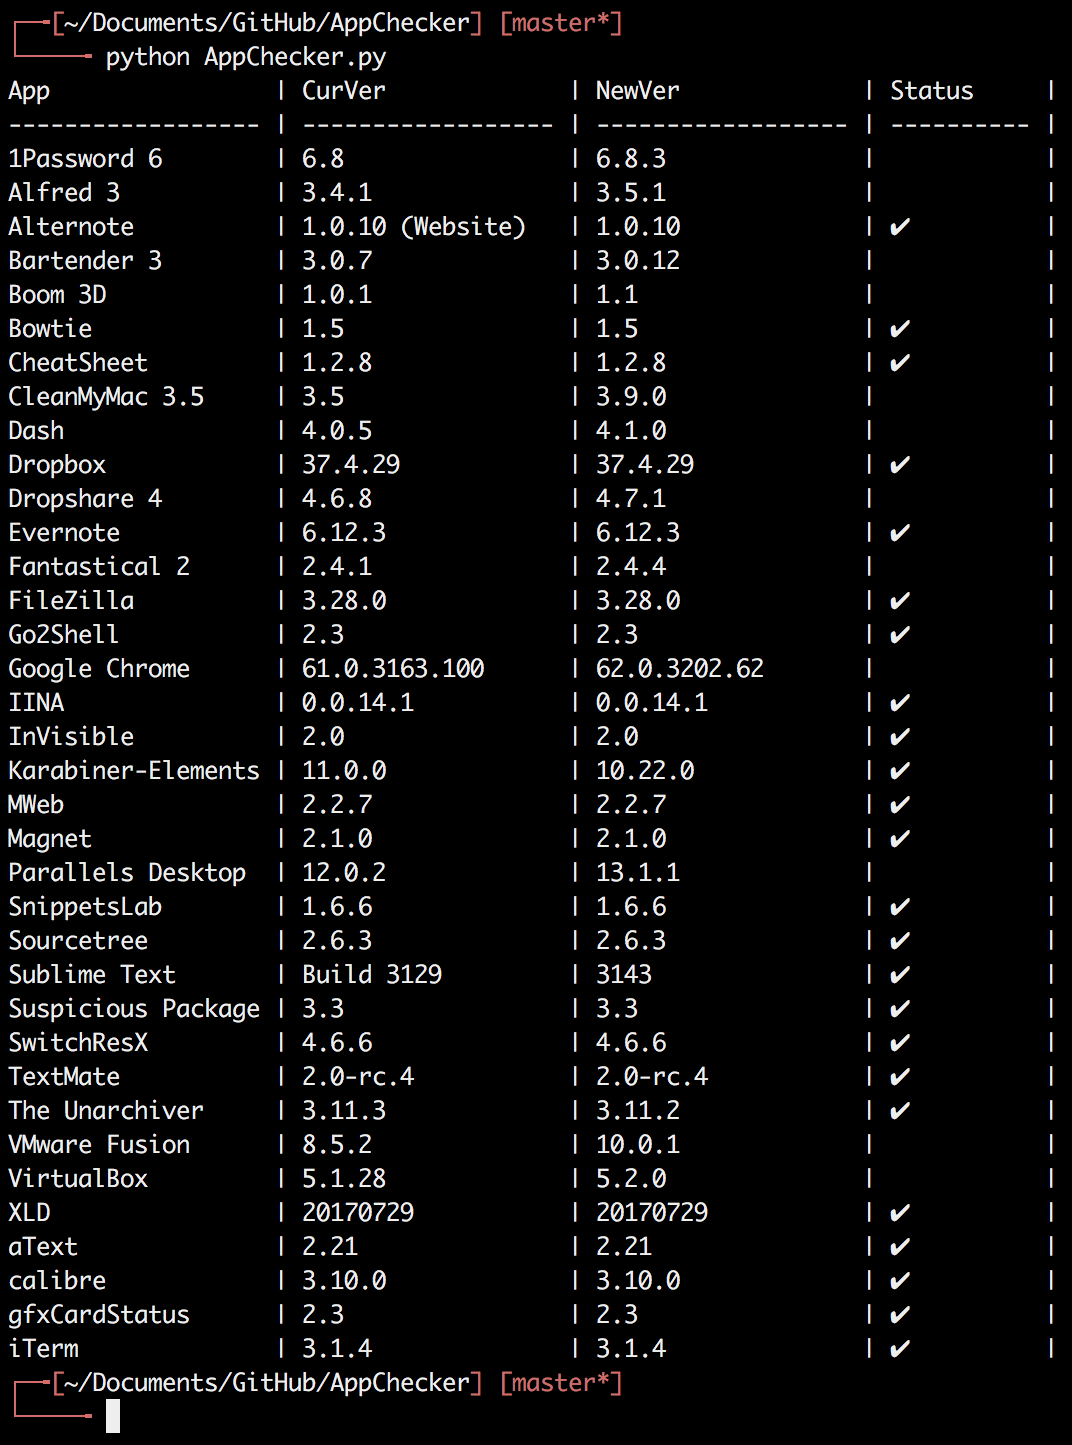 [~/Documents/GitHub/AppChecker] [master*]
python AppChecker.py
App | CurVer | NewVer | Status |
------------------ | ------------------ | ------------------ | ---------- |
1Password 6 | 6.8 | 6.8.3 | |
Alfred 3 | 3.4.1 | 3.5.1 | |
Alternote | 1.0.10 (Website) | 1.0.10 | ✔ |
Bartender 3 | 3.0.7 | 3.0.12 | |
Boom 3D | 1.0.1 | 1.1 | |
Bowtie | 1.5 | 1.5 | ✔ |
CheatSheet | 1.2.8 | 1.2.8 | ✔ |
CleanMyMac 3.5 | 3.5 | 3.9.0 | |
Dash | 4.0.5 | 4.1.0 | |
Dropbox | 37.4.29 | 37.4.29 | ✔ |
Dropshare 4 | 4.6.8 | 4.7.1 | |
Evernote | 6.12.3 | 6.12.3 | ✔ |
Fantastical 2 | 2.4.1 | 2.4.4 | |
FileZilla | 3.28.0 | 3.28.0 | ✔ |
Go2Shell | 2.3 | 2.3 | ✔ |
Google Chrome | 61.0.3163.100 | 62.0.3202.62 | |
IINA | 0.0.14.1 | 0.0.14.1 | ✔ |
InVisible | 2.0 | 2.0 | ✔ |
Karabiner-Elements | 11.0.0 | 10.22.0 | ✔ |
MWeb | 2.2.7 | 2.2.7 | ✔ |
Magnet | 2.1.0 | 2.1.0 | ✔ |
Parallels Desktop | 12.0.2 | 13.1.1 | |
SnippetsLab | 1.6.6 | 1.6.6 | ✔ |
Sourcetree | 2.6.3 | 2.6.3 | ✔ |
Sublime Text | Build 3129 | 3143 | ✔ |
Suspicious Package | 3.3 | 3.3 | ✔ |
SwitchResX | 4.6.6 | 4.6.6 | ✔ |
TextMate | 2.0-rc.4 | 2.0-rc.4 | ✔ |
The Unarchiver | 3.11.3 | 3.11.2 | ✔ |
VMware Fusion | 8.5.2 | 10.0.1 | |
VirtualBox | 5.1.28 | 5.2.0 | |
XLD | 20170729 | 20170729 | ✔ |
aText | 2.21 | 2.21 | ✔ |
calibre | 3.10.0 | 3.10.0 | ✔ |
gfxCardStatus | 2.3 | 2.3 | ✔ |
iTerm | 3.1.4 | 3.1.4 | ✔ |
[~/Documents/GitHub/AppChecker] [master*]